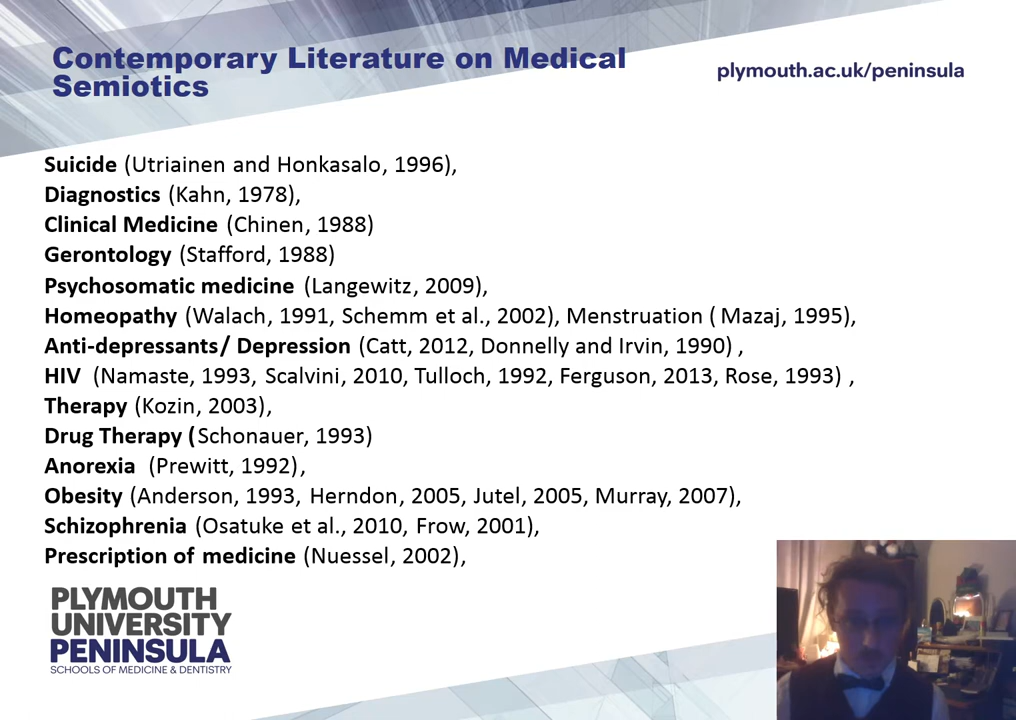 Contemporary Literature on Medical
Semiotics
plymouth.ac.uk/peninsula
Suicide (Utriainen and Honkasalo, 1996),
Diagnostics (Kahn, 1978),
Clinical Medicine (Chinen, 1988)
Gerontology (Stafford, 1988)
Psychosomatic medicine (Langewitz, 2009),
Homeopathy (Walach, 1991, Schemm et al., 2002), Menstruation ( Mazaj, 1995),
Anti-depressants/ Depression (Catt, 2012, Donnelly and Irvin, 1990) ,
HIV (Namaste, 1993, Scalvini, 2010, Tulloch, 1992, Ferguson, 2013, Rose, 1993) ,
Therapy (Kozin, 2003),
Drug Therapy (Schonauer, 1993)
Anorexia (Prewitt, 1992),
Obesity (Anderson, 1993, Herndon, 2005, Jutel, 2005, Murray, 2007),
Schizophrenia (Osatuke et al., 2010, Frow, 2001),
Prescription of medicine (Nuessel, 2002),
PLYMOUTH
UNIVERSITY
PENINSULA
SCHOOLS OF MEDICINE & DENTISTRY